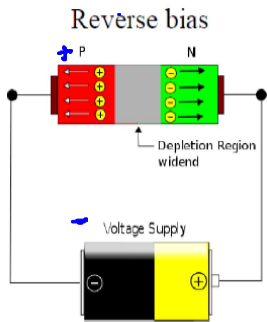 Reverse bias
+ P N
Depletion Region
widend
-
Voltage Supply
- +